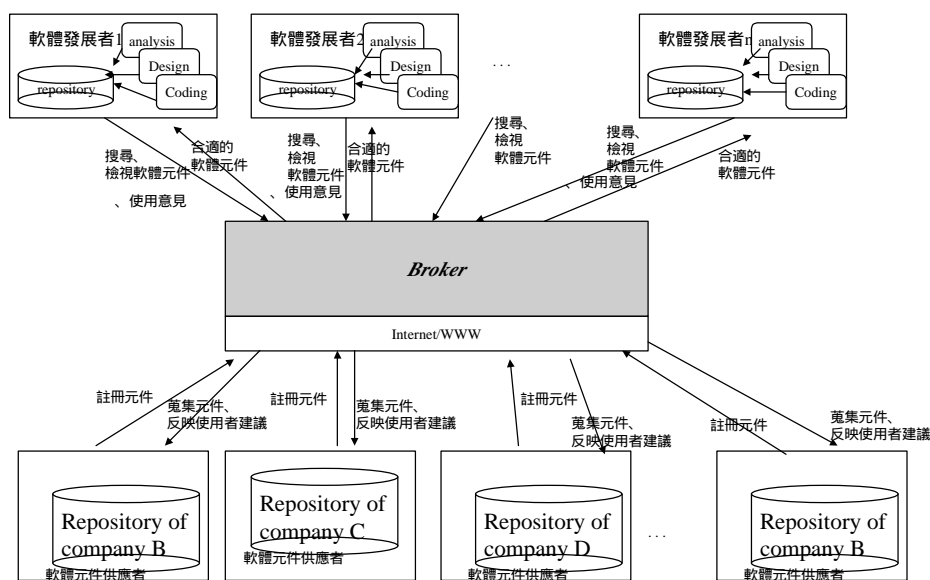 軟體發展者1
analysis
Design
Coding
repository
軟體發展者2
analysis
Design
Coding
repository
. . .
軟體發展者n
analysis
Design
Coding
repository
搜尋、
檢視軟體元件
、使用意見
合適的
軟體元件
搜尋、
檢視
軟體元件
、使用意見
合適的
軟體元件
搜尋、
檢視
軟體元件
搜尋、
檢視
軟體元件
、使用意見
合適的
軟體元件
Broker
Internet/WWW
註冊元件
蒐集元件、
反映使用者建議
註冊元件
蒐集元件、
反映使用者建議
註冊元件
蒐集元件、
反映使用者建議
註冊元件
蒐集元件、
反映使用者建議
Repository of
company B
軟體元件供應者
Repository of
company C
軟體元件供應者
Repository of
company D
軟體元件供應者
. . .
Repository of
company B
軟體元件供應者